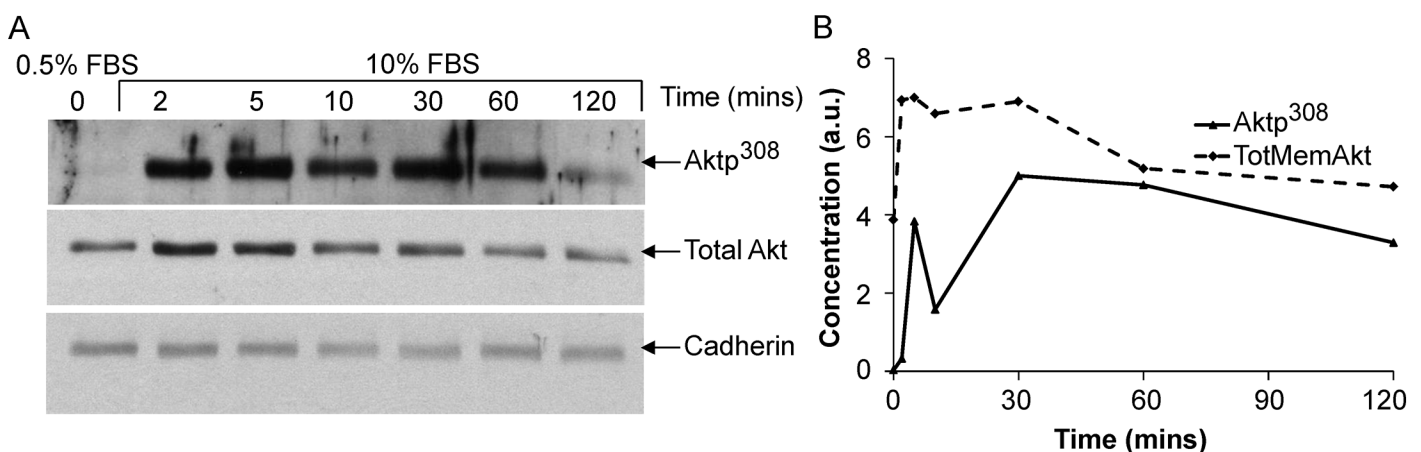 A
0.5% FBS 10% FBS
0 2 5 10 30 60 120 Time (mins)
Aktp308
Total Akt
Cadherin
B
Concentration (a.u.)
8
6
4
2
0
Aktp308
TotMemAkt
0 30 60 90 120
Time (mins)